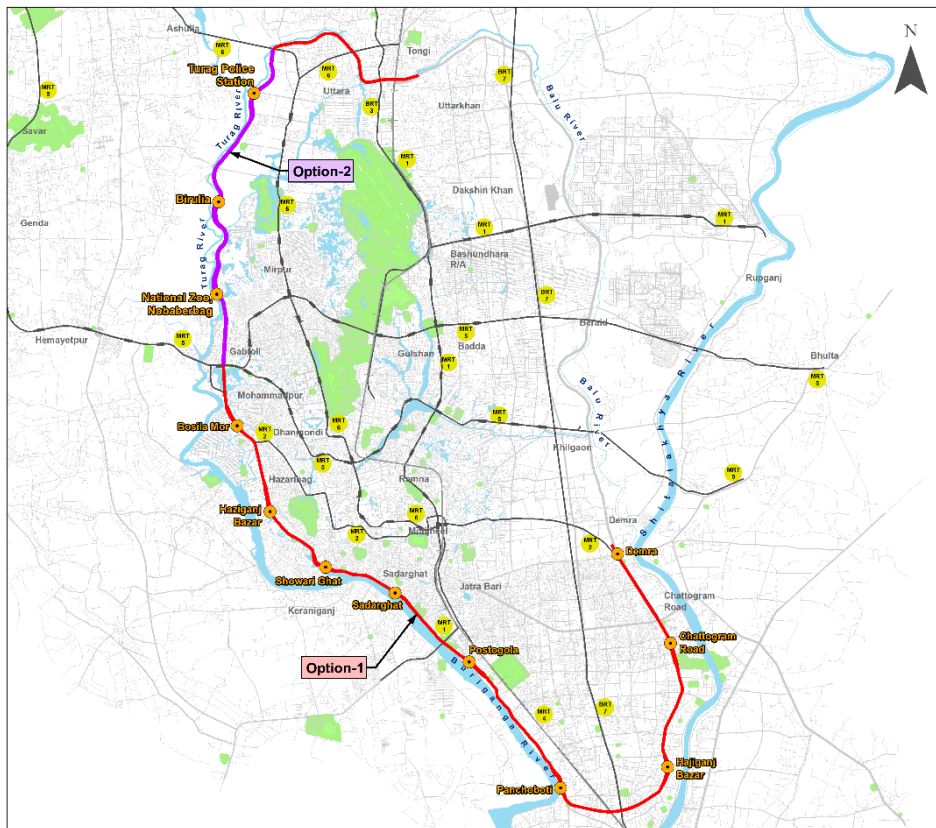 N
Ashulia
MRT
6
Tongi
Turag Police
Station
MRT
6
Uttara
BRT
7
MRT
5
BRT
3
Uttarkhan
Balu River
Savar
Turag River
MRT
1
Option-2
Dakshin Khan
Birulia
MRT
6
MRT
1
MRT
1
Genda
Turag River
Bashundhara
R/A
Mirpur
Rupganj
National Zoo,
Nobaberbag
BRT
7
Hemayetpur
MRT
5
Gabtoli
MRT
5
Badda
Beraid
Gulshan
MRT
1
Bhulta
MRT
5
Shitalakhya River
Mohammadpur
Balu River
Bosila Mor
MRT
2
Dhanmondi
MRT
6
MRT
5
Khilgaon
MRT
5
Hazaribag
Ramna
MRT
5
Haziganj
Bazar
MRT
6
Motijheel
MRT
2
Demra
MRT
2
Demra
Showari Ghat
Sadarghat
Jatra Bari
Keraniganj
Sadarghat
Chattogram
Road
MRT
1
Chattogram
Road
Option-1
Postogola
Buriganga River
MRT
4
BRT
7
Hajiganj
Bazar
Panchoboti